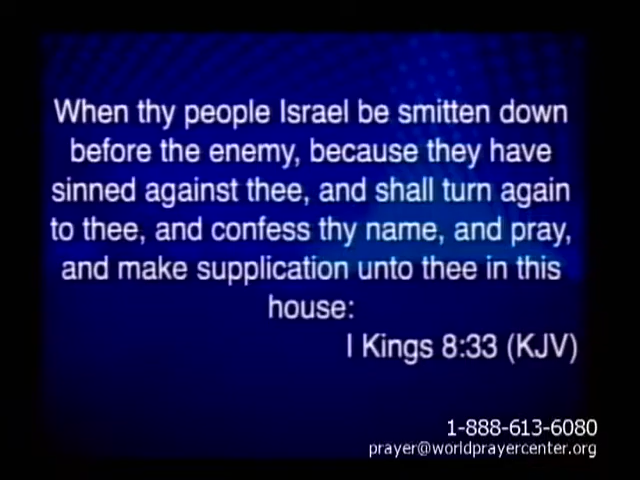 When thy people Israel be smitten down
before the enemy, because they have
sinned against thee, and shall turn again
to thee, and confess thy name, and pray,
and make supplication unto thee in this
house:
I Kings 8:33 (KJV)
1-888-613-6080
prayer@worldprayercenter.org